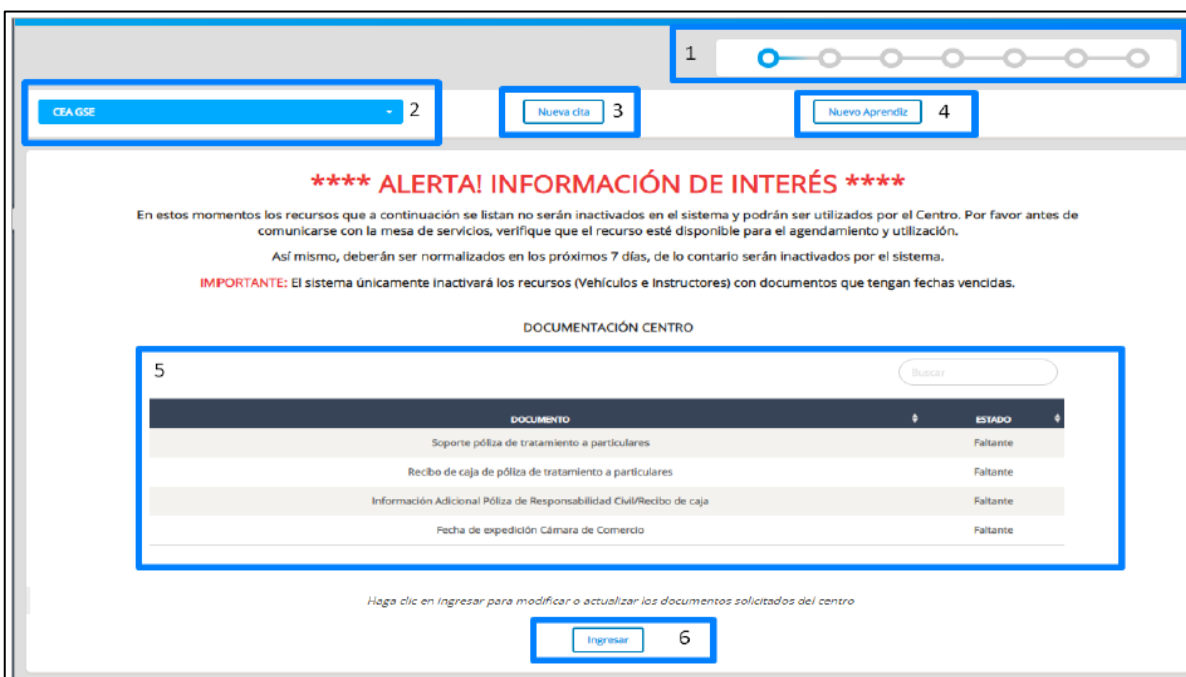 1
CEA GSE 2
Nueva cita 3
Nuevo Aprendiz 4
**** ALERTA! INFORMACIÓN DE INTERÉS ****
En estos momentos los recursos que a continuación se listan no serán inactivados en el sistema y podrán ser utilizados por el Centro. Por favor antes de
comunicarse con la mesa de servicios, verifique que el recurso esté disponible para el agendamiento y utilización.
Así mismo, deberán ser normalizados en los próximos 7 días, de lo contario serán inactivados por el sistema.
IMPORTANTE: El sistema únicamente inactivará los recursos (Vehículos e Instructores) con documentos que tengan fechas vencidas.
DOCUMENTACIÓN CENTRO
5
Buscar
DOCUMENTO ESTADO
Soporte póliza de tratamiento a particulares Faltante
Recibo de caja de póliza de tratamiento a particulares Faltante
Información Adicional Póliza de Responsabilidad Civil/Recibo de caja Faltante
Fecha de expedición Cámara de Comercio Faltante
Haga clic en ingresar para modificar o actualizar los documentos solicitados del centro
Ingresar 6